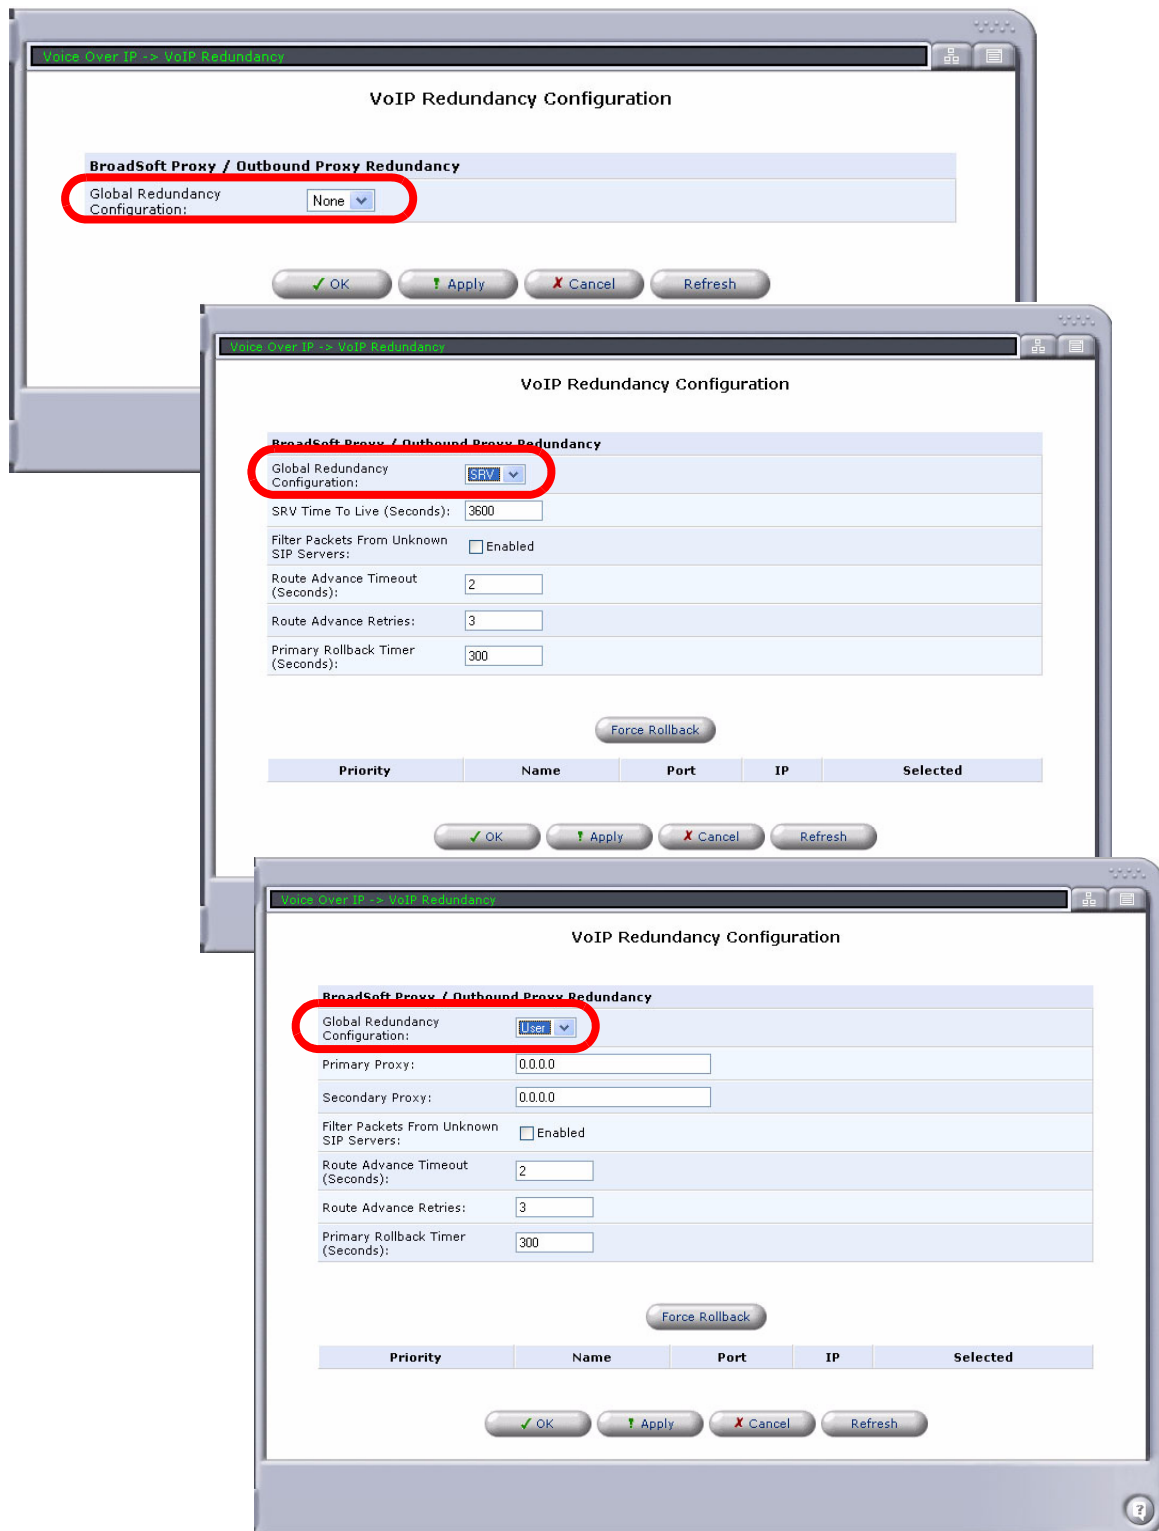 Voice Over IP -> VoIP Redundancy
VoIP Redundancy Configuration
BroadSoft Proxy / Outbound Proxy Redundancy
Global Redundancy
Configuration:
None
OK
Apply
Cancel
Refresh
Voice Over IP -> VoIP Redundancy
VoIP Redundancy Configuration
BroadSoft Proxy / Outbound Proxy Redundancy
Global Redundancy
Configuration:
SRV
SRV Time To Live (Seconds):
3600
Filter Packets From Unknown
SIP Servers:
Enabled
Route Advance Timeout
(Seconds):
2
Route Advance Retries:
3
Primary Rollback Timer
(Seconds):
300
Force Rollback
Priority Name Port IP Selected
OK
Apply
Cancel
Refresh
Voice Over IP -> VoIP Redundancy
VoIP Redundancy Configuration
BroadSoft Proxy / Outbound Proxy Redundancy
Global Redundancy
Configuration:
User
Primary Proxy:
0.0.0.0
Secondary Proxy:
0.0.0.0
Filter Packets From Unknown
SIP Servers:
Enabled
Route Advance Timeout
(Seconds):
2
Route Advance Retries:
3
Primary Rollback Timer
(Seconds):
300
Force Rollback
Priority Name Port IP Selected
OK
Apply
Cancel
Refresh
?